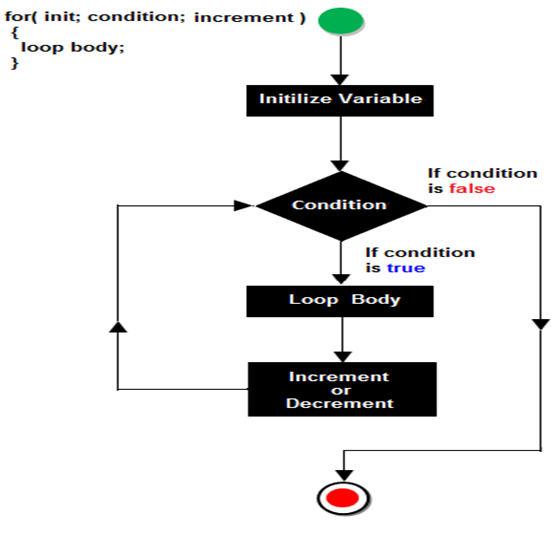 for( init; condition; increment )
{
loop body;
}
Initilize Variable
If condition
is false
Condition
If condition
is true
Loop Body
Increment
or
Decrement